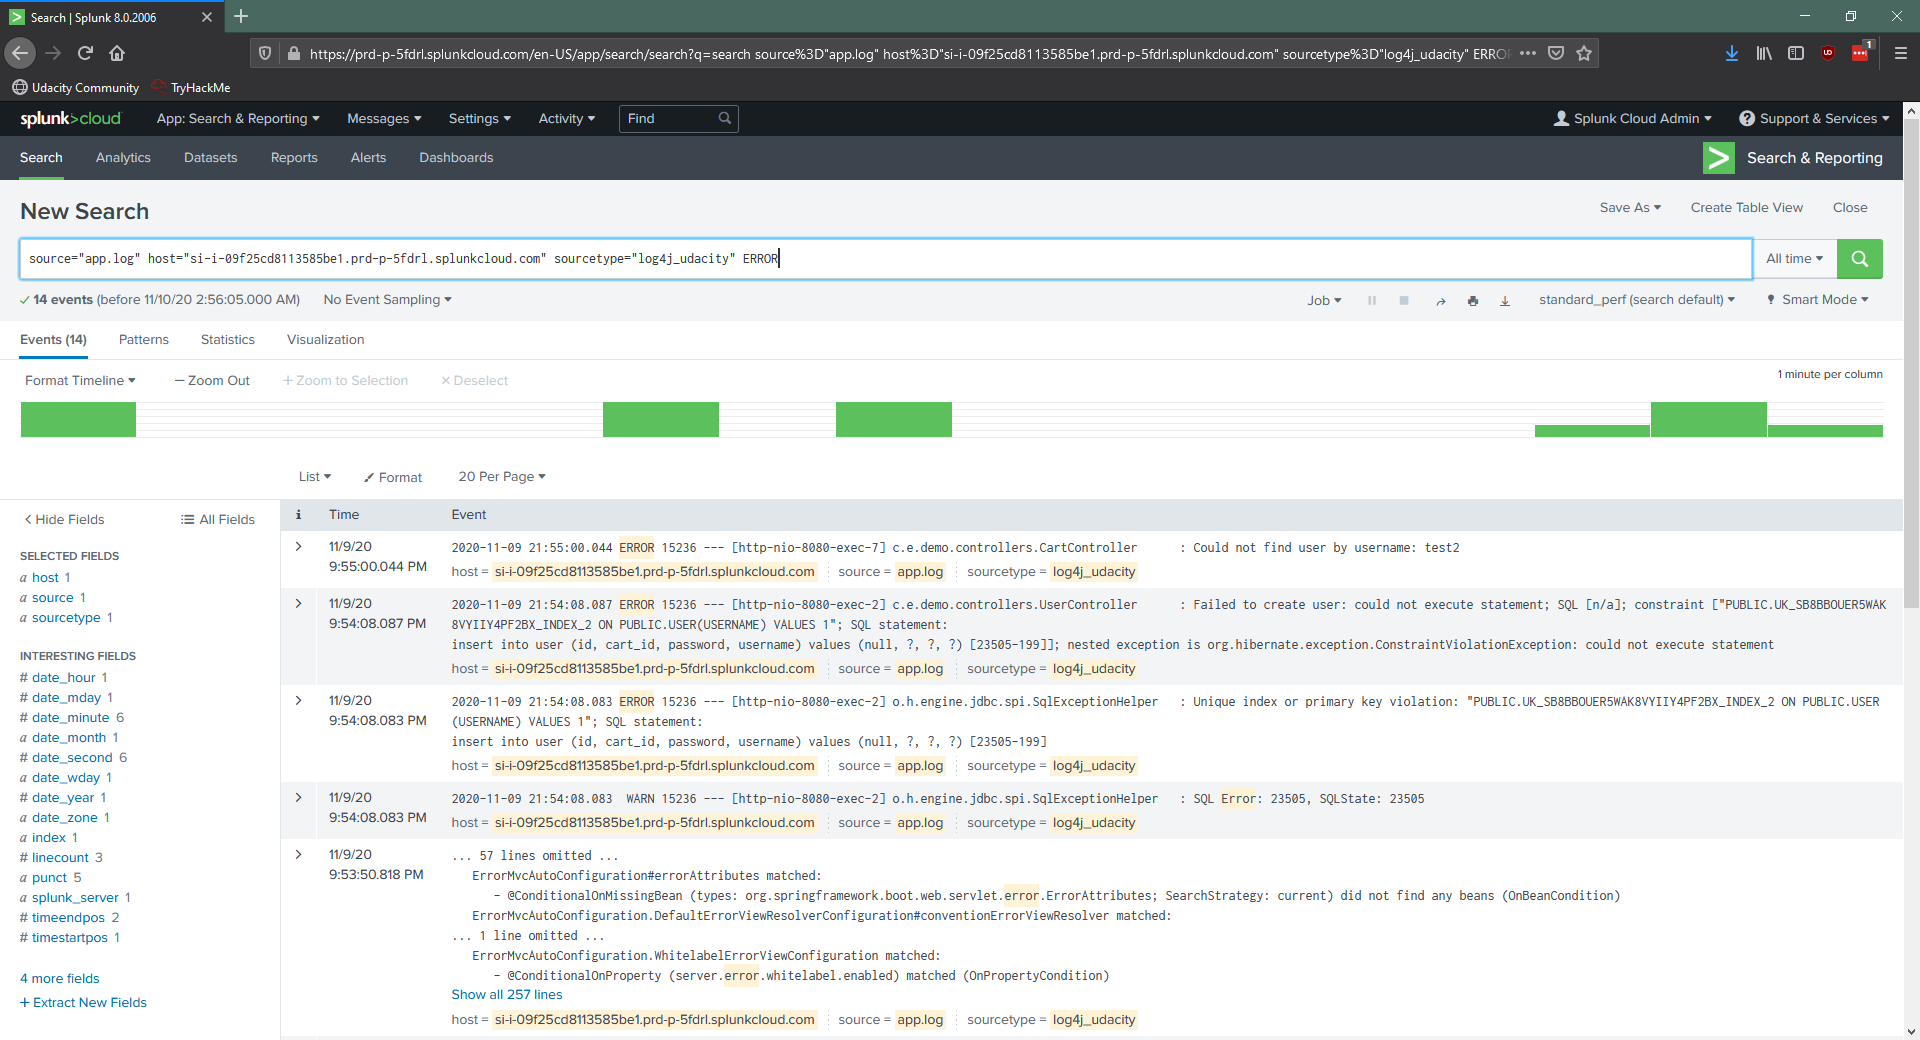 Search | Splunk 8.0.2006
https://prd-p-5fdrl.splunkcloud.com/en-US/app/search/search?q=search source%3D"app.log" host%3D"si-i-09f25cd8113585be1.prd-p-5fdrl.splunkcloud.com" sourcetype%3D"log4j_udacity" ERRO
1
Udacity Community TryHackMe
splunk>cloud App: Search & Reporting Messages Settings Activity Find Splunk Cloud Admin ? Support & Services
Search Analytics Datasets Reports Alerts Dashboards > Search & Reporting
New Search Save As Create Table View Close
source="app.log" host="si-i-09f25cd8113585be1.prd-p-5fdrl.splunkcloud.com" sourcetype="log4j_udacity" ERROR All time
✓ 14 events (before 11/10/20 2:56:05.000 AM) No Event Sampling Job standard_perf (search default) Smart Mode
Events (14) Patterns Statistics Visualization
Format Timeline — Zoom Out + Zoom to Selection × Deselect 1 minute per column
List Format 20 Per Page
< Hide Fields All Fields
SELECTED FIELDS
a host 1
a source 1
a sourcetype 1
INTERESTING FIELDS
# date_hour 1
# date_mday 1
# date_minute 6
a date_month 1
# date_second 6
a date_wday 1
# date_year 1
a date_zone 1
a index 1
# linecount 3
a punct 5
a splunk_server 1
# timeendpos 2
# timestartpos 1
4 more fields
+ Extract New Fields
i Time Event
11/9/20
9:55:00.044 PM
2020-11-09 21:55:00.044 ERROR 15236 --- [http-nio-8080-exec-7] c.e.demo.controllers.CartController : Could not find user by username: test2
host = si-i-09f25cd8113585be1.prd-p-5fdrl.splunkcloud.com source = app.log sourcetype = log4j_udacity
11/9/20
9:54:08.087 PM
2020-11-09 21:54:08.087 ERROR 15236 --- [http-nio-8080-exec-2] c.e.demo.controllers.UserController : Failed to create user: could not execute statement; SQL [n/a]; constraint ["PUBLIC.UK_SB8BBOUER5WAK
8VYIIY4PF2BX_INDEX_2 ON PUBLIC.USER(USERNAME) VALUES 1"; SQL statement:
insert into user (id, cart_id, password, username) values (null, ?, ?, ?) [23505-199]]; nested exception is org.hibernate.exception.ConstraintViolationException: could not execute statement
host = si-i-09f25cd8113585be1.prd-p-5fdrl.splunkcloud.com source = app.log sourcetype = log4j_udacity
11/9/20
9:54:08.083 PM
2020-11-09 21:54:08.083 ERROR 15236 --- [http-nio-8080-exec-2] o.h.engine.jdbc.spi.SqlExceptionHelper : Unique index or primary key violation: "PUBLIC.UK_SB8BBOUER5WAK8VYIIY4PF2BX_INDEX_2 ON PUBLIC.USER
(USERNAME) VALUES 1"; SQL statement:
insert into user (id, cart_id, password, username) values (null, ?, ?, ?) [23505-199]
host = si-i-09f25cd8113585be1.prd-p-5fdrl.splunkcloud.com source = app.log sourcetype = log4j_udacity
11/9/20
9:54:08.083 PM
2020-11-09 21:54:08.083 WARN 15236 --- [http-nio-8080-exec-2] o.h.engine.jdbc.spi.SqlExceptionHelper : SQL Error: 23505, SQLState: 23505
host = si-i-09f25cd8113585be1.prd-p-5fdrl.splunkcloud.com source = app.log sourcetype = log4j_udacity
11/9/20
9:53:50.818 PM
... 57 lines omitted ...
ErrorMvcAutoConfiguration#errorAttributes matched:
- @ConditionalOnMissingBean (types: org.springframework.boot.web.servlet.error.ErrorAttributes; SearchStrategy: current) did not find any beans (OnBeanCondition)
ErrorMvcAutoConfiguration.DefaultErrorViewResolverConfiguration#conventionErrorViewResolver matched:
... 1 line omitted ...
ErrorMvcAutoConfiguration.WhitelabelErrorViewConfiguration matched:
- @ConditionalOnProperty (server.error.whitelabel.enabled) matched (OnPropertyCondition)
Show all 257 lines
host = si-i-09f25cd8113585be1.prd-p-5fdrl.splunkcloud.com source = app.log sourcetype = log4j_udacity